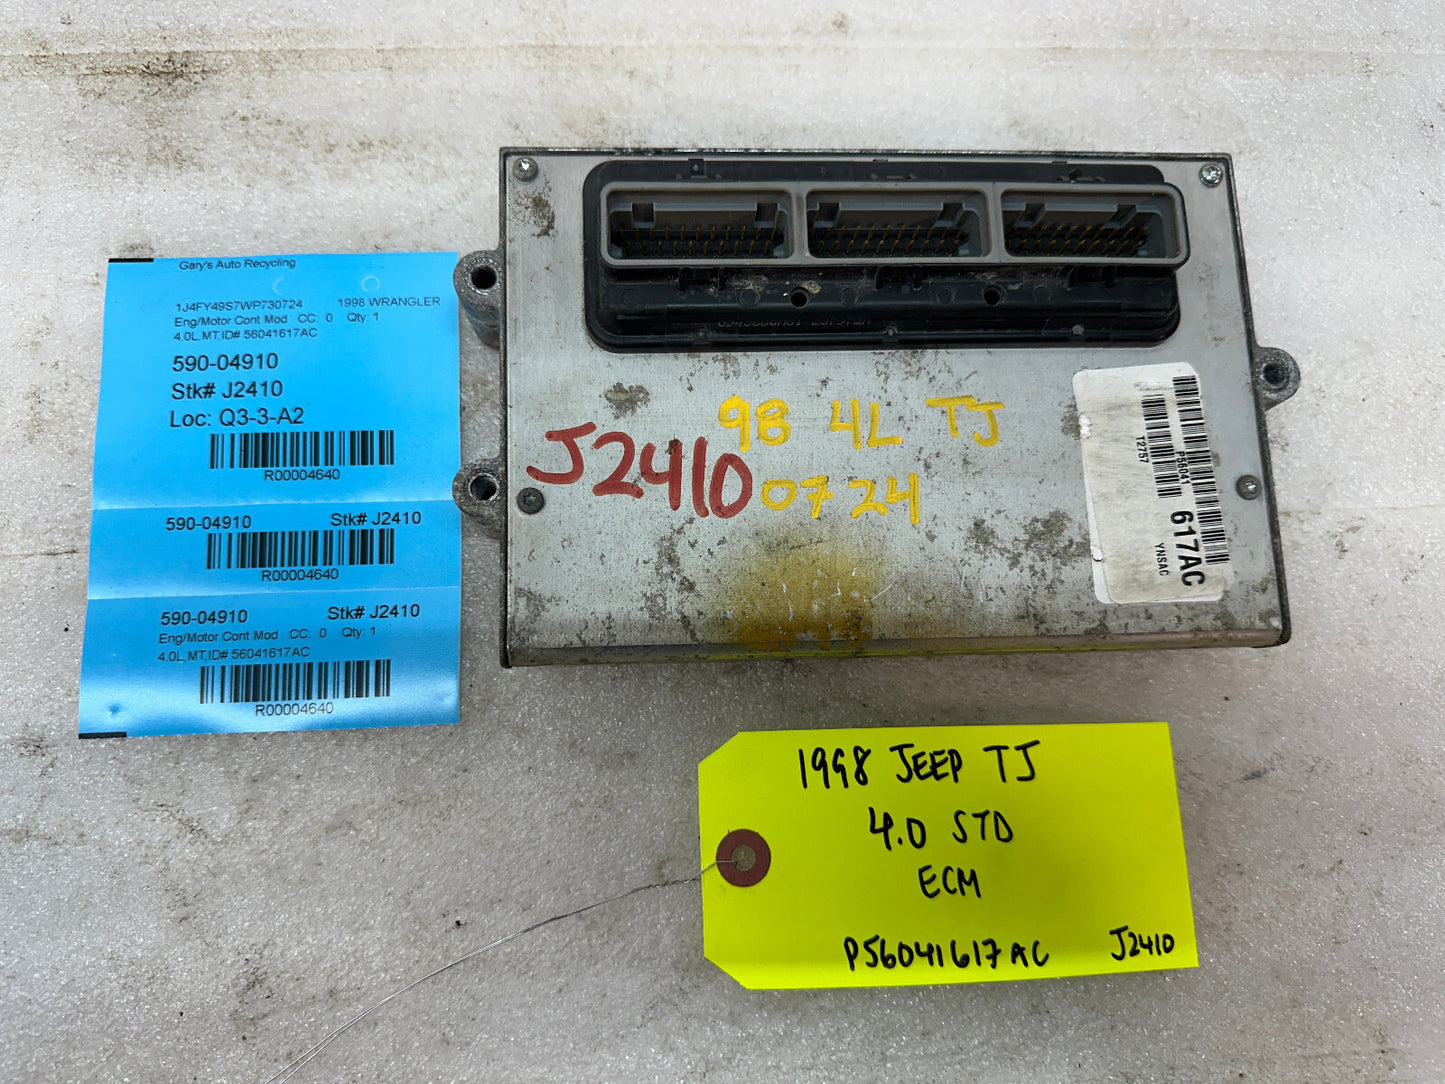 Gary's Auto Recycling
1J4FY49S7WP730724 1998 WRANGLER
Eng/Motor Cont Mod CC: 0 Qty: 1
4.0L,MT,ID# 56041617AC
590-04910
Stk# J2410
Loc: Q3-3-A2
R00004640
590-04910 Stk# J2410
R00004640
590-04910 Stk# J2410
Eng/Motor Cont Mod CC: 0 Qty: 1
4.0L,MT,ID# 56041617AC
R00004640
98 4L TJ
J2410
0724
P56041 617AC
T2757 YNSAC
1998 JEEP TJ
4.0 STD
ECM
P56041617AC J2410